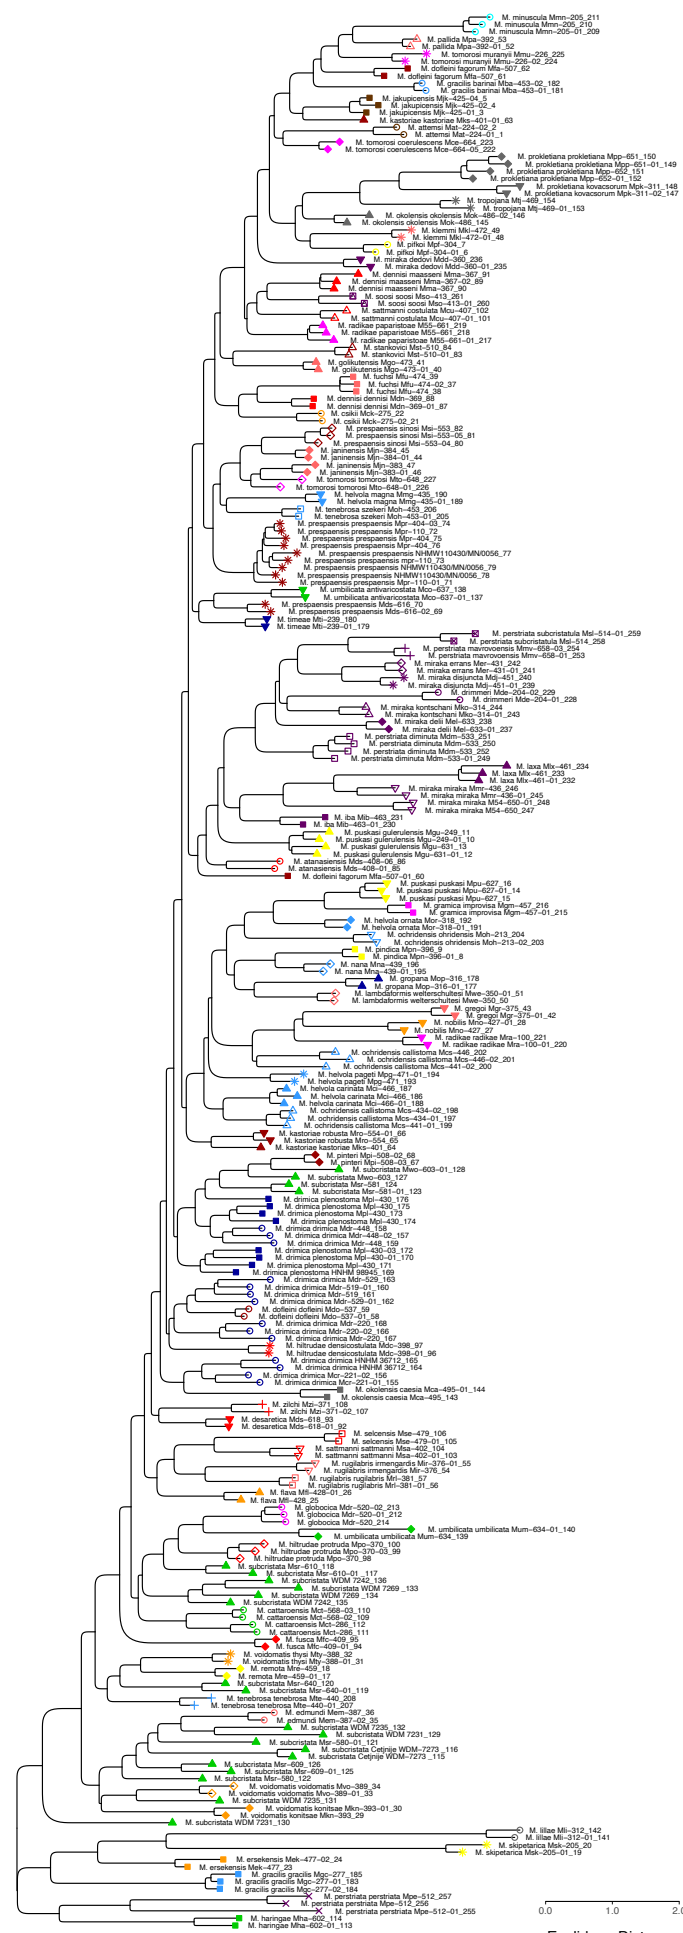 M. minuscula Mmn-205_211
M. minuscula Mmn-205_210
M. minuscula Mmn-205-01_209
M. pallida Mpa-392_53
M. pallida Mpa-392-01_52
M. tomorosi muranyii Mmu-226_225
M. tomorosi muranyii Mmu-226-02_224
M. dofleini fagorum Mfa-507_62
M. dofleini fagorum Mfa-507_61
M. gracilis barinai Mba-453-02_182
M. gracilis barinai Mba-453-01_181
M. jakupicensis Mjk-425-04_5
M. jakupicensis Mjk-425-02_4
M. jakupicensis Mjk-425-01_3
M. kastoriae kastoriae Mks-401-01_63
M. attemsi Mat-224-02_2
M. attemsi Mat-224-01_1
M. tomorosi coerulescens Mce-664_223
M. tomorosi coerulescens Mce-664-05_222
M. prokletiana prokletiana Mpp-651_150
M. prokletiana prokletiana Mpp-651-01_149
M. prokletiana prokletiana Mpp-652_151
M. prokletiana prokletiana Mpp-652-01_152
M. prokletiana kovacsorum Mpk-311_148
M. prokletiana kovacsorum Mpk-311-02_147
M. tropojana Mtj-469_154
M. tropojana Mtj-469-01_153
M. okolensis okolensis Mok-486-02_146
M. okolensis okolensis Mok-486_145
M. klemmi Mkl-472_49
M. klemmi Mkl-472-01_48
M. pifkoi Mpf-304_7
M. pifkoi Mpf-304-01_6
M. miraka dedovi Mdd-360_236
M. miraka dedovi Mdd-360-01_235
M. dennisi maasseni Mma-367_91
M. dennisi maasseni Mma-367-02_89
M. dennisi maasseni Mma-367_90
M. soosi soosi Mso-413_261
M. soosi soosi Mso-413-01_260
M. sattmanni costulata Mcu-407_102
M. sattmanni costulata Mcu-407-01_101
M. radikae paparistoae M55-661_219
M. radikae paparistoae M55-661_218
M. radikae paparistoae M55-661-01_217
M. stankovici Mst-510_84
M. stankovici Mst-510-01_83
M. golikutensis Mgo-473_41
M. golikutensis Mgo-473-01_40
M. fuchsi Mfu-474_39
M. fuchsi Mfu-474-02_37
M. fuchsi Mfu-474_38
M. dennisi dennisi Mdn-369_88
M. dennisi dennisi Mdn-369-01_87
M. csikii Mck-275_22
M. csikii Mck-275-02_21
M. prespaensis sinosi Msi-553_82
M. prespaensis sinosi Msi-553-05_81
M. prespaensis sinosi Msi-553-04_80
M. janinensis Mjn-384_45
M. janinensis Mjn-384-01_44
M. janinensis Mjn-383_47
M. janinensis Mjn-383-01_46
M. tomorosi tomorosi Mto-648_227
M. tomorosi tomorosi Mto-648-01_226
M. helvola magna Mmg-435_190
M. helvola magna Mmg-435-01_189
M. tenebrosa szekeri Moh-453_206
M. tenebrosa szekeri Moh-453-01_205
M. prespaensis prespaensis Mpr-404-03_74
M. prespaensis prespaensis Mpr-110_72
M. prespaensis prespaensis Mpr-404_75
M. prespaensis prespaensis Mpr-404_76
M. prespaensis prespaensis NHMW110430/MN/0056_77
M. prespaensis prespaensis mpr-110_73
M. prespaensis prespaensis NHMW110430/MN/0056_79
M. prespaensis prespaensis NHMW110430/MN/0056_78
M. prespaensis prespaensis Mpr-110-01_71
M. umbilicata antivaricostata Mco-637_138
M. umbilicata antivaricostata Mco-637-01_137
M. prespaensis prespaensis Mds-616_70
M. prespaensis prespaensis Mds-616-02_69
M. timeae Mti-239_180
M. timeae Mti-239-01_179
M. perstriata subcristatula Msl-514-01_259
M. perstriata subcristatula Msl-514_258
M. perstriata mavrovoensis Mmv-658-03_254
M. perstriata mavrovoensis Mmv-658-01_253
M. miraka errans Mer-431_242
M. miraka errans Mer-431-01_241
M. miraka disjuncta Mdj-451_240
M. miraka disjuncta Mdj-451-01_239
M. drimmeri Mde-204-02_229
M. drimmeri Mde-204-01_228
M. miraka kontschani Mko-314_244
M. miraka kontschani Mko-314-01_243
M. miraka delii Mel-633_238
M. miraka delii Mel-633-01_237
M. perstriata diminuta Mdm-533_251
M. perstriata diminuta Mdm-533_250
M. perstriata diminuta Mdm-533_252
M. perstriata diminuta Mdm-533-01_249
M. laxa Mlx-461_234
M. laxa Mlx-461_233
M. laxa Mlx-461-01_232
M. miraka miraka Mmr-436_246
M. miraka miraka Mmr-436-01_245
M. miraka miraka M54-650-01_248
M. miraka miraka M54-650_247
M. iba Mib-463_231
M. iba Mib-463-01_230
M. puskasi gulerulensis Mgu-249_11
M. puskasi gulerulensis Mgu-249-01_10
M. puskasi gulerulensis Mgu-631_13
M. puskasi gulerulensis Mgu-631-01_12
M. atanasiensis Mds-408-06_86
M. atanasiensis Mds-408-01_85
M. dofleini fagorum Mfa-507-01_60
M. puskasi puskasi Mpu-627_16
M. puskasi puskasi Mpu-627-01_14
M. puskasi puskasi Mpu-627_15
M. gramica improvisa Mgm-457_216
M. gramica improvisa Mgm-457-01_215
M. helvola ornata Mor-318_192
M. helvola ornata Mor-318-01_191
M. ochridensis ohridensis Moh-213_204
M. ochridensis ohridensis Moh-213-02_203
M. pindica Mpn-396_9
M. pindica Mpn-396-01_8
M. nana Mna-439_196
M. nana Mna-439-01_195
M. gropana Mop-316_178
M. gropana Mop-316-01_177
M. lambdaformis welterschultesi Mwe-350-01_51
M. lambdaformis welterschultesi Mwe-350_50
M. gregoi Mgr-375_43
M. gregoi Mgr-375-01_42
M. nobilis Mno-427-01_28
M. nobilis Mno-427_27
M. radikae radikae Mra-100_221
M. radikae radikae Mra-100-01_220
M. ochridensis callistoma Mcs-446_202
M. ochridensis callistoma Mcs-446-02_201
M. ochridensis callistoma Mcs-441-02_200
M. helvola pageti Mpg-471-01_194
M. helvola pageti Mpg-471_193
M. helvola carinata Mci-466_187
M. helvola carinata Mci-466_186
M. helvola carinata Mci-466-01_188
M. ochridensis callistoma Mcs-434-02_198
M. ochridensis callistoma Mcs-434-01_197
M. ochridensis callistoma Mcs-441-01_199
M. kastoriae robusta Mro-554-01_66
M. kastoriae robusta Mro-554_65
M. kastoriae kastoriae Mks-401_64
M. pinteri Mpi-508-02_68
M. pinteri Mpi-508-03_67
M. subcristata Mwo-603-01_128
M. subcristata Mwo-603_127
M. subcristata Msr-581_124
M. subcristata Msr-581-01_123
M. drimica plenostoma Mpl-430_176
M. drimica plenostoma Mpl-430_175
M. drimica plenostoma Mpl-430_173
M. drimica plenostoma Mpl-430_174
M. drimica drimica Mdr-448_158
M. drimica drimica Mdr-448-02_157
M. drimica drimica Mdr-448_159
M. drimica plenostoma Mpl-430-03_172
M. drimica plenostoma Mpl-430-01_170
M. drimica plenostoma Mpl-430_171
M. drimica plenostoma HNHM 98945_169
M. drimica drimica Mdr-529_163
M. drimica drimica Mdr-519-01_160
M. drimica drimica Mdr-519_161
M. drimica drimica Mdr-529-01_162
M. dofleini dofleini Mdo-537_59
M. dofleini dofleini Mdo-537-01_58
M. drimica drimica Mdr-220_168
M. drimica drimica Mdr-220-02_166
M. drimica drimica Mdr-220_167
M. hiltrudae densicostulata Mdc-398_97
M. hiltrudae densicostulata Mdc-398-01_96
M. drimica drimica HNHM 36712_165
M. drimica drimica HNHM 36712_164
M. drimica drimica Mcr-221-02_156
M. drimica drimica Mcr-221-01_155
M. okolensis caesia Mca-495-01_144
M. okolensis caesia Mca-495_143
M. zilchi Mzi-371_108
M. zilchi Mzi-371-02_107
M. desaretica Mds-618_93
M. desaretica Mds-618-01_92
M. selcensis Mse-479_106
M. selcensis Mse-479-01_105
M. sattmanni sattmanni Msa-402_104
M. sattmanni sattmanni Msa-402-01_103
M. rugilabris irmengardis Mir-376-01_55
M. rugilabris irmengardis Mir-376_54
M. rugilabris rugilabris Mrl-381_57
M. rugilabris rugilabris Mrl-381-01_56
M. flava Mfl-428-01_26
M. flava Mfl-428_25
M. globocica Mdr-520-02_213
M. globocica Mdr-520-01_212
M. globocica Mdr-520_214
M. umbilicata umbilicata Mum-634-01_140
M. umbilicata umbilicata Mum-634_139
M. hiltrudae protruda Mpo-370_100
M. hiltrudae protruda Mpo-370-03_99
M. hiltrudae protruda Mpo-370_98
M. subcristata Msr-610_118
M. subcristata Msr-610-01_117
M. subcristata WDM 7242_136
M. subcristata WDM 7269 _133
M. subcristata WDM 7269 _134
M. subcristata WDM 7242_135
M. cattaroensis Mct-568-03_110
M. cattaroensis Mct-568-02_109
M. cattaroensis Mct-286_112
M. cattaroensis Mct-286_111
M. fusca Mfc-409_95
M. fusca Mfc-409-01_94
M. voidomatis thysi Mty-388_32
M. voidomatis thysi Mty-388-01_31
M. remota Mre-459_18
M. remota Mre-459-01_17
M. subcristata Msr-640_120
M. subcristata Msr-640-01_119
M. tenebrosa tenebrosa Mte-440_208
M. tenebrosa tenebrosa Mte-440-01_207
M. edmundi Mem-387_36
M. edmundi Mem-387-02_35
M. subcristata WDM 7235_132
M. subcristata WDM 7231_129
M. subcristata Msr-580-01_121
M. subcristata Cetjnije WDM-7273 _116
M. subcristata Cetjnije WDM-7273 _115
M. subcristata Msr-609_126
M. subcristata Msr-609-01_125
M. subcristata Msr-580_122
M. voidomatis voidomatis Mvo-389_34
M. voidomatis voidomatis Mvo-389-01_33
M. subcristata WDM 7235_131
M. voidomatis konitsae Mkn-393-01_30
M. voidomatis konitsae Mkn-393_29
M. subcristata WDM 7231_130
M. lillae Mli-312_142
M. lillae Mli-312-01_141
M. skipetarica Msk-205_20
M. skipetarica Msk-205-01_19
M. ersekensis Mek-477-02_24
M. ersekensis Mek-477_23
M. gracilis gracilis Mgc-277_185
M. gracilis gracilis Mgc-277-01_183
M. gracilis gracilis Mgc-277-02_184
M. perstriata perstriata Mpe-512_257
M. perstriata perstriata Mpe-512_256
M. perstriata perstriata Mpe-512-01_255
M. haringae Mha-602_114
M. haringae Mha-602-01_113
0.0 1.0 2.0